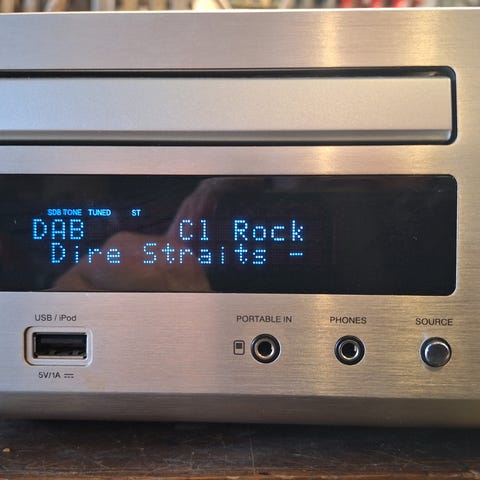 SDB TONE TUNED ST
DAB Cl Rock
Dire Straits -
USB / iPod
PORTABLE IN
PHONES
SOURCE
5V/1A